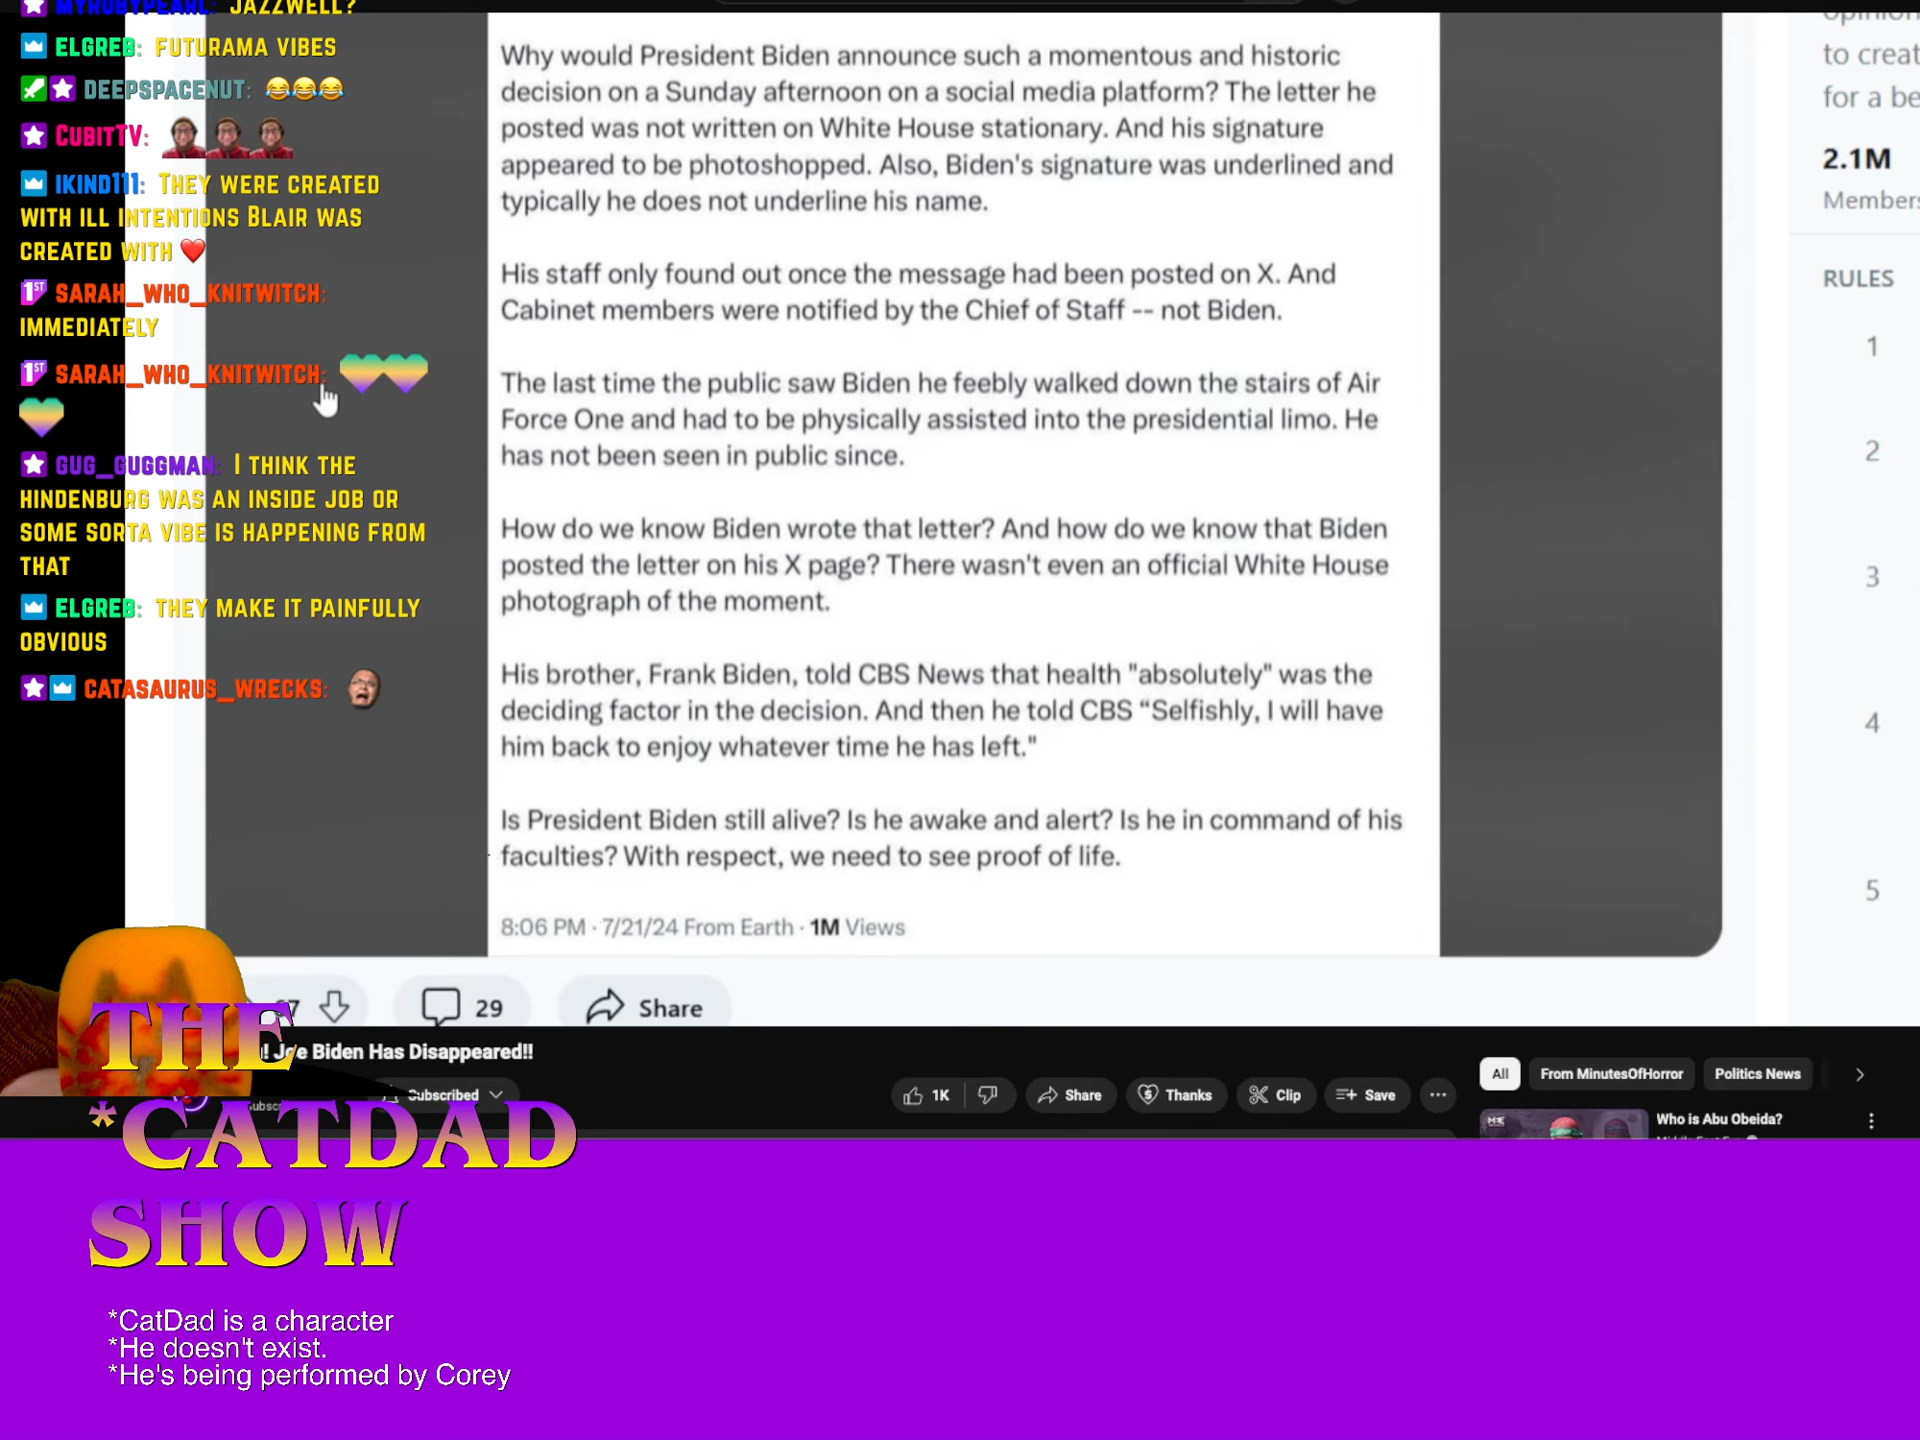 MYRUBYPEARL: JAZZWELL?
ELGREB: FUTURAMA VIBES
DEEPSPACENUT: 😂😂😂
CUBITTV:
IKIND111: THEY WERE CREATED
WITH ILL INTENTIONS BLAIR WAS
CREATED WITH ❤️
1ST SARAH_WHO_KNITWITCH:
IMMEDIATELY
1ST SARAH_WHO_KNITWITCH:
GUG_GUGGMAN: I THINK THE
HINDENBURG WAS AN INSIDE JOB OR
SOME SORTA VIBE IS HAPPENING FROM
THAT
ELGREB: THEY MAKE IT PAINFULLY
OBVIOUS
CATASAURUS_WRECKS:
Why would President Biden announce such a momentous and historic
decision on a Sunday afternoon on a social media platform? The letter he
posted was not written on White House stationary. And his signature
appeared to be photoshopped. Also, Biden's signature was underlined and
typically he does not underline his name.
His staff only found out once the message had been posted on X. And
Cabinet members were notified by the Chief of Staff -- not Biden.
The last time the public saw Biden he feebly walked down the stairs of Air
Force One and had to be physically assisted into the presidential limo. He
has not been seen in public since.
How do we know Biden wrote that letter? And how do we know that Biden
posted the letter on his X page? There wasn't even an official White House
photograph of the moment.
His brother, Frank Biden, told CBS News that health "absolutely" was the
deciding factor in the decision. And then he told CBS “Selfishly, I will have
him back to enjoy whatever time he has left."
Is President Biden still alive? Is he awake and alert? Is he in command of his
faculties? With respect, we need to see proof of life.
8:06 PM · 7/21/24 From Earth · 1M Views
to creat
for a be
2.1M
Members
RULES
1
2
3
4
5
29
Share
! Joe Biden Has Disappeared!!
Subscribed
1K
Share
Thanks
Clip
Save
All
From MinutesOfHorror
Politics News
Who is Abu Obeida?
THE
*CATDAD
SHOW
*CatDad is a character
*He doesn't exist.
*He's being performed by Corey